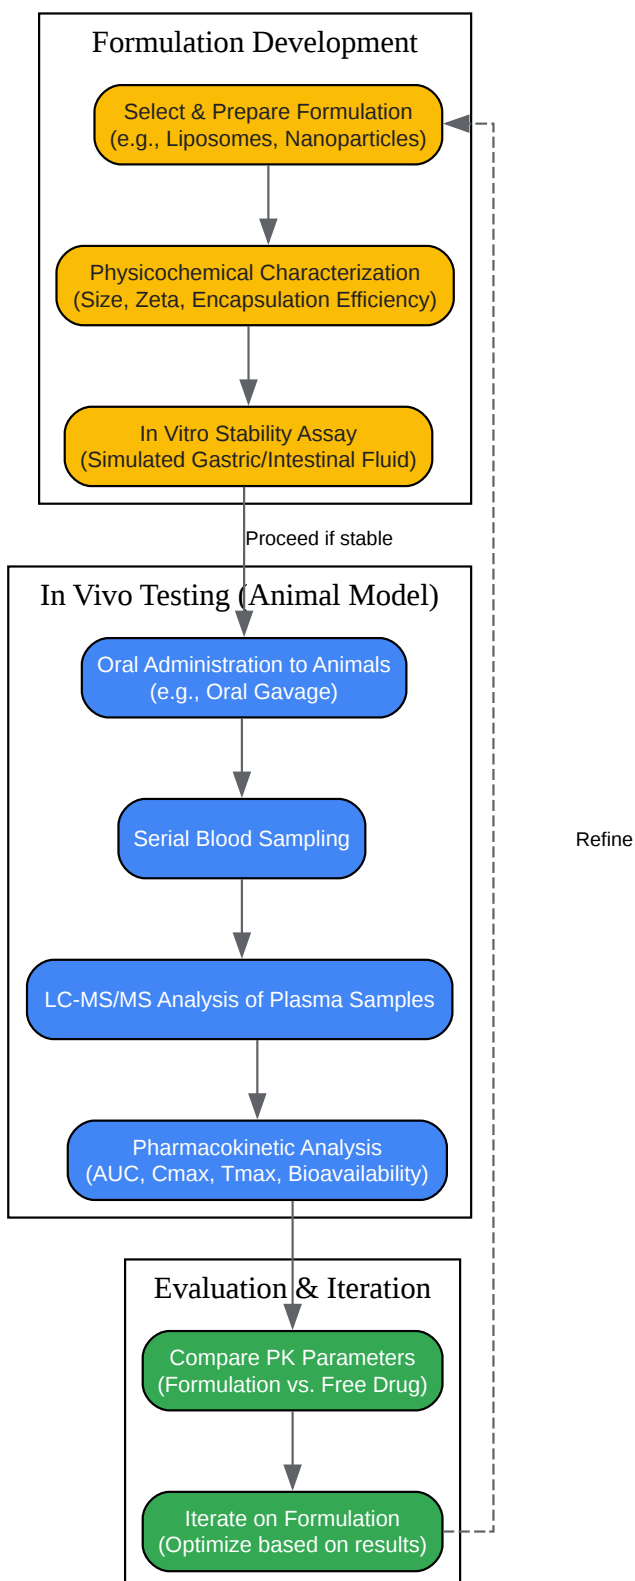 Formulation Development
Select & Prepare Formulation
(e.g., Liposomes, Nanoparticles)
Physicochemical Characterization
(Size, Zeta, Encapsulation Efficiency)
In Vitro Stability Assay
(Simulated Gastric/Intestinal Fluid)
Proceed if stable
In Vivo Testing (Animal Model)
Oral Administration to Animals
(e.g., Oral Gavage)
Serial Blood Sampling
Refine
LC-MS/MS Analysis of Plasma Samples
Pharmacokinetic Analysis
(AUC, Cmax, Tmax, Bioavailability)
Evaluation & Iteration
Compare PK Parameters
(Formulation vs. Free Drug)
Iterate on Formulation
(Optimize based on results)